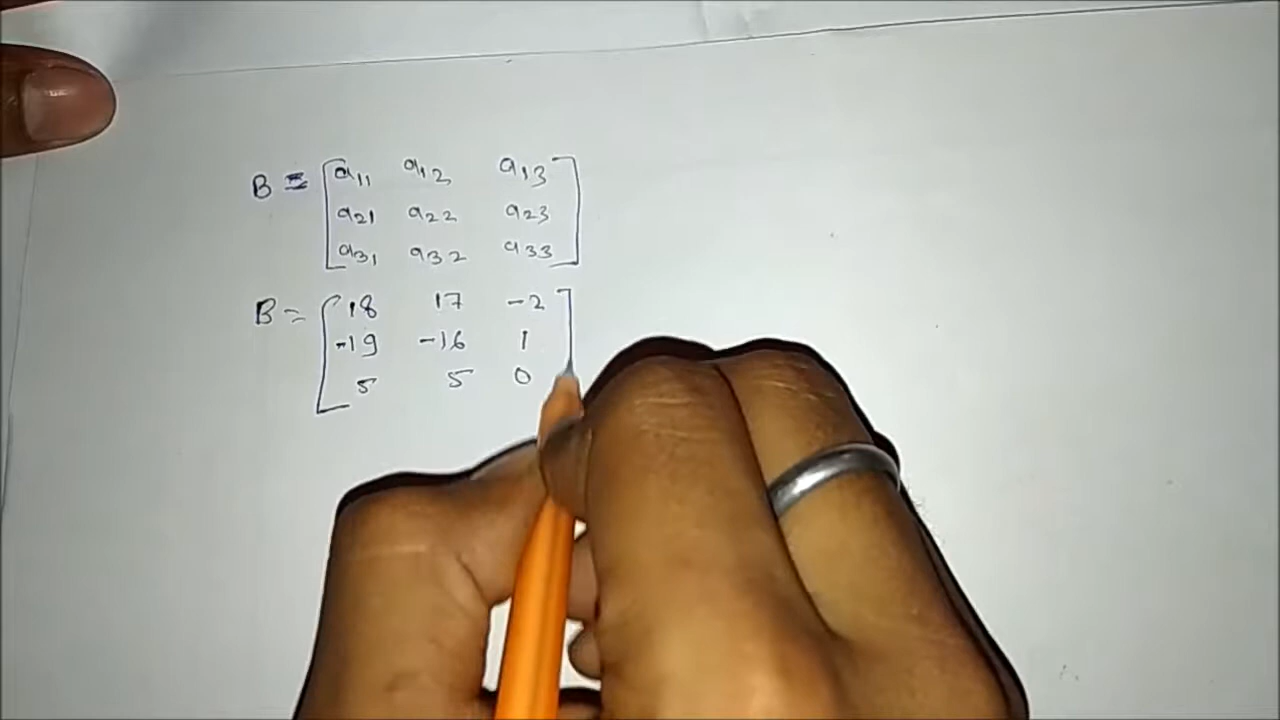 B = [ a11 a12 a13 ]
a21 a22 a23
a31 a32 a33
B = [ 18 17 -2 ]
-19 -16 1
5 5 0